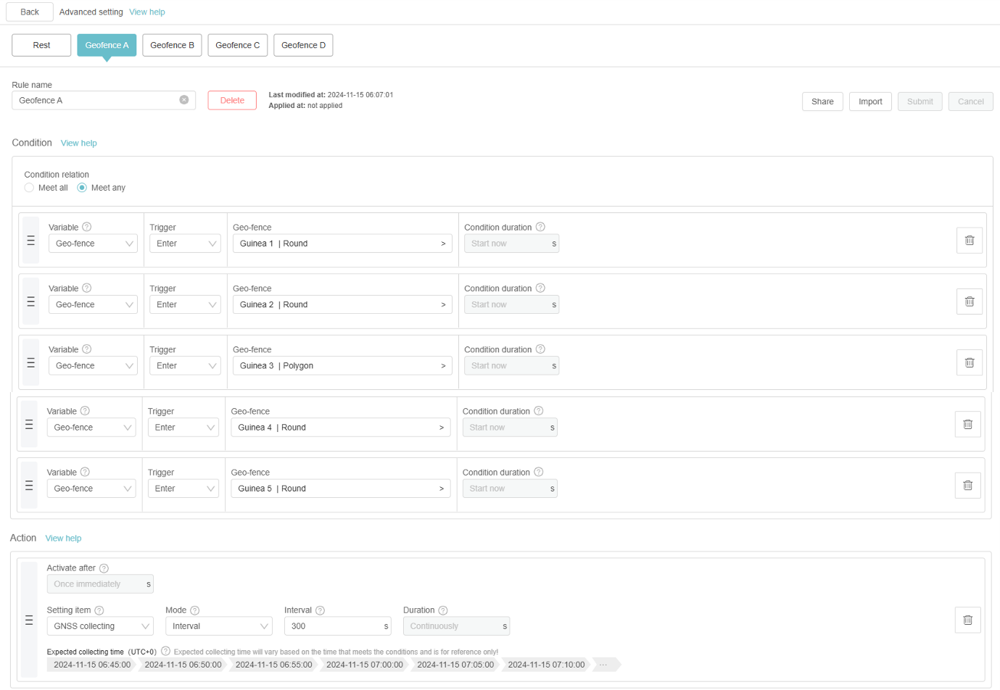 Back Advanced setting View help
Rest Geofence A Geofence B Geofence C Geofence D
Rule name
Geofence A Delete Last modified at: 2024-11-15 06:07:01
Applied at: not applied
Share Import Submit Cancel
Condition View help
Condition relation
Meet all Meet any
Variable ? Trigger Geo-fence Condition duration ?
Geo-fence Enter Guinea 1 | Round > Start now s
Variable ? Trigger Geo-fence Condition duration ?
Geo-fence Enter Guinea 2 | Round > Start now s
Variable ? Trigger Geo-fence Condition duration ?
Geo-fence Enter Guinea 3 | Polygon > Start now s
Variable ? Trigger Geo-fence Condition duration ?
Geo-fence Enter Guinea 4 | Round > Start now s
Variable ? Trigger Geo-fence Condition duration ?
Geo-fence Enter Guinea 5 | Round > Start now s
Action View help
Activate after ?
Once immediately s
Setting item ? Mode ? Interval ? Duration ?
GNSS collecting Interval 300 s Continuously s
Expected collecting time (UTC+0) ? Expected collecting time will vary based on the time that meets the conditions and is for reference only!
2024-11-15 06:45:00 2024-11-15 06:50:00 2024-11-15 06:55:00 2024-11-15 07:00:00 2024-11-15 07:05:00 2024-11-15 07:10:00 ...